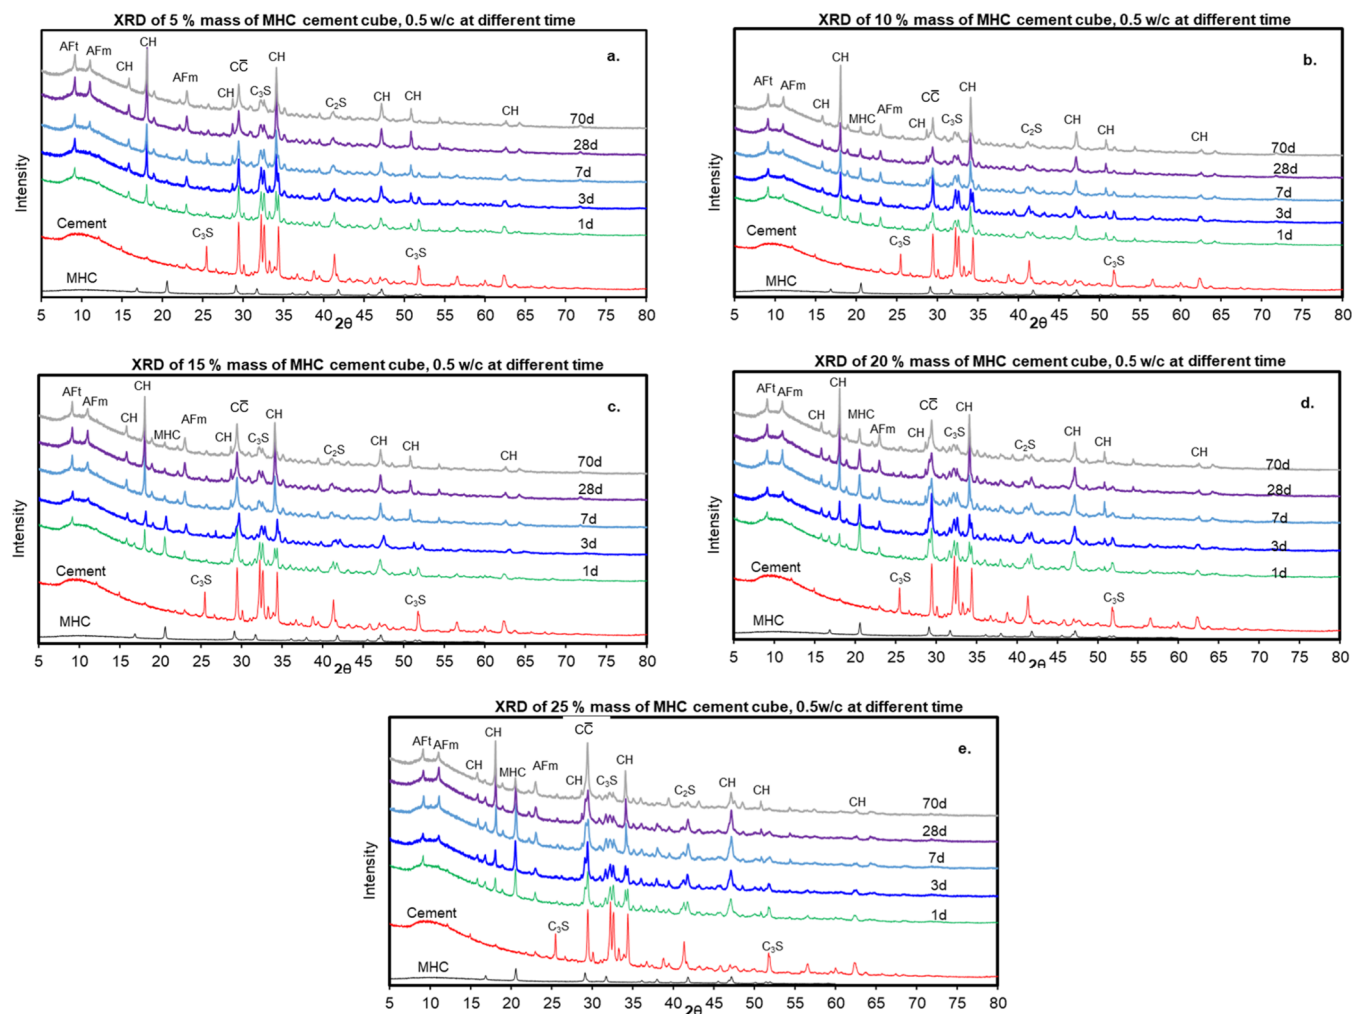 XRD of 5 % mass of MHC cement cube, 0.5 w/c at different time
a.
AFt AFm CH CH AFm CH CC̅ C₃S CH C₂S CH CH CH
70d
28d
7d
3d
1d
Cement
C₃S
C₃S
MHC
Intensity
5 10 15 20 25 30 35 40 45 50 55 60 65 70 75 80
2θ
XRD of 10 % mass of MHC cement cube, 0.5 w/c at different time
b.
AFt AFm CH CH MHC AFm CH CC̅ C₃S CH C₂S CH CH CH
70d
28d
7d
3d
1d
Cement
C₃S
C₃S
MHC
Intensity
5 10 15 20 25 30 35 40 45 50 55 60 65 70 75 80
2θ
XRD of 15 % mass of MHC cement cube, 0.5 w/c at different time
c.
AFt AFm CH CH MHC AFm CH CC̅ C₃S CH C₂S CH CH CH
70d
28d
7d
3d
1d
Cement
C₃S
C₃S
MHC
Intensity
5 10 15 20 25 30 35 40 45 50 55 60 65 70 75 80
2θ
XRD of 20 % mass of MHC cement cube, 0.5 w/c at different time
d.
AFt AFm CH CH MHC AFm CH CC̅ C₃S CH C₂S CH CH CH
70d
28d
7d
3d
1d
Cement
C₃S
C₃S
MHC
Intensity
5 10 15 20 25 30 35 40 45 50 55 60 65 70 75 80
2θ
XRD of 25 % mass of MHC cement cube, 0.5w/c at different time
e.
AFt AFm CH CH MHC AFm CH CC̅ C₃S CH C₂S CH CH CH
70d
28d
7d
3d
1d
Cement
C₃S
C₃S
MHC
Intensity
5 10 15 20 25 30 35 40 45 50 55 60 65 70 75 80
2θ